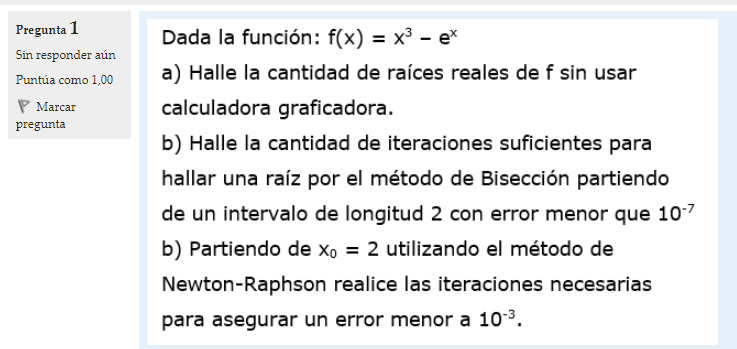 Pregunta 1
Sin responder aún
Puntúa como 1,00
Marcar
pregunta
Dada la función: f(x) = x³ – eˣ
a) Halle la cantidad de raíces reales de f sin usar
calculadora graficadora.
b) Halle la cantidad de iteraciones suficientes para
hallar una raíz por el método de Bisección partiendo
de un intervalo de longitud 2 con error menor que 10⁻⁷
b) Partiendo de x₀ = 2 utilizando el método de
Newton-Raphson realice las iteraciones necesarias
para asegurar un error menor a 10⁻³.